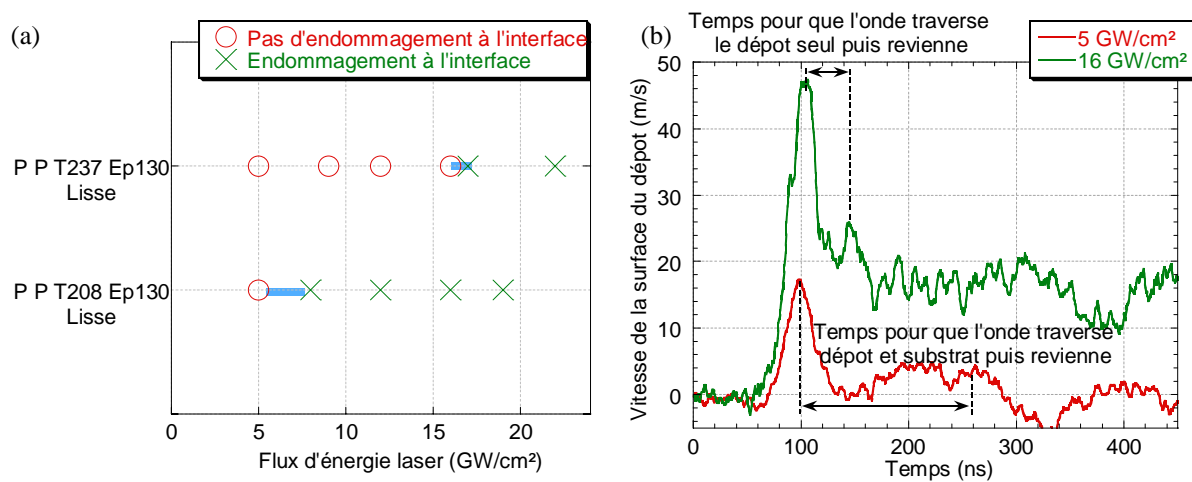 (a)
Pas d'endommagement à l'interface
Endommagement à l'interface
P P T237 Ep130
Lisse
P P T208 Ep130
Lisse
0
5
10
15
20
Flux d'énergie laser (GW/cm²)
(b)
Temps pour que l'onde traverse
le dépot seul puis revienne
5 GW/cm²
16 GW/cm²
Vitesse de la surface du dépot (m/s)
50
40
30
20
10
0
Temps pour que l'onde traverse
dépot et substrat puis revienne
0
100
200
300
400
Temps (ns)